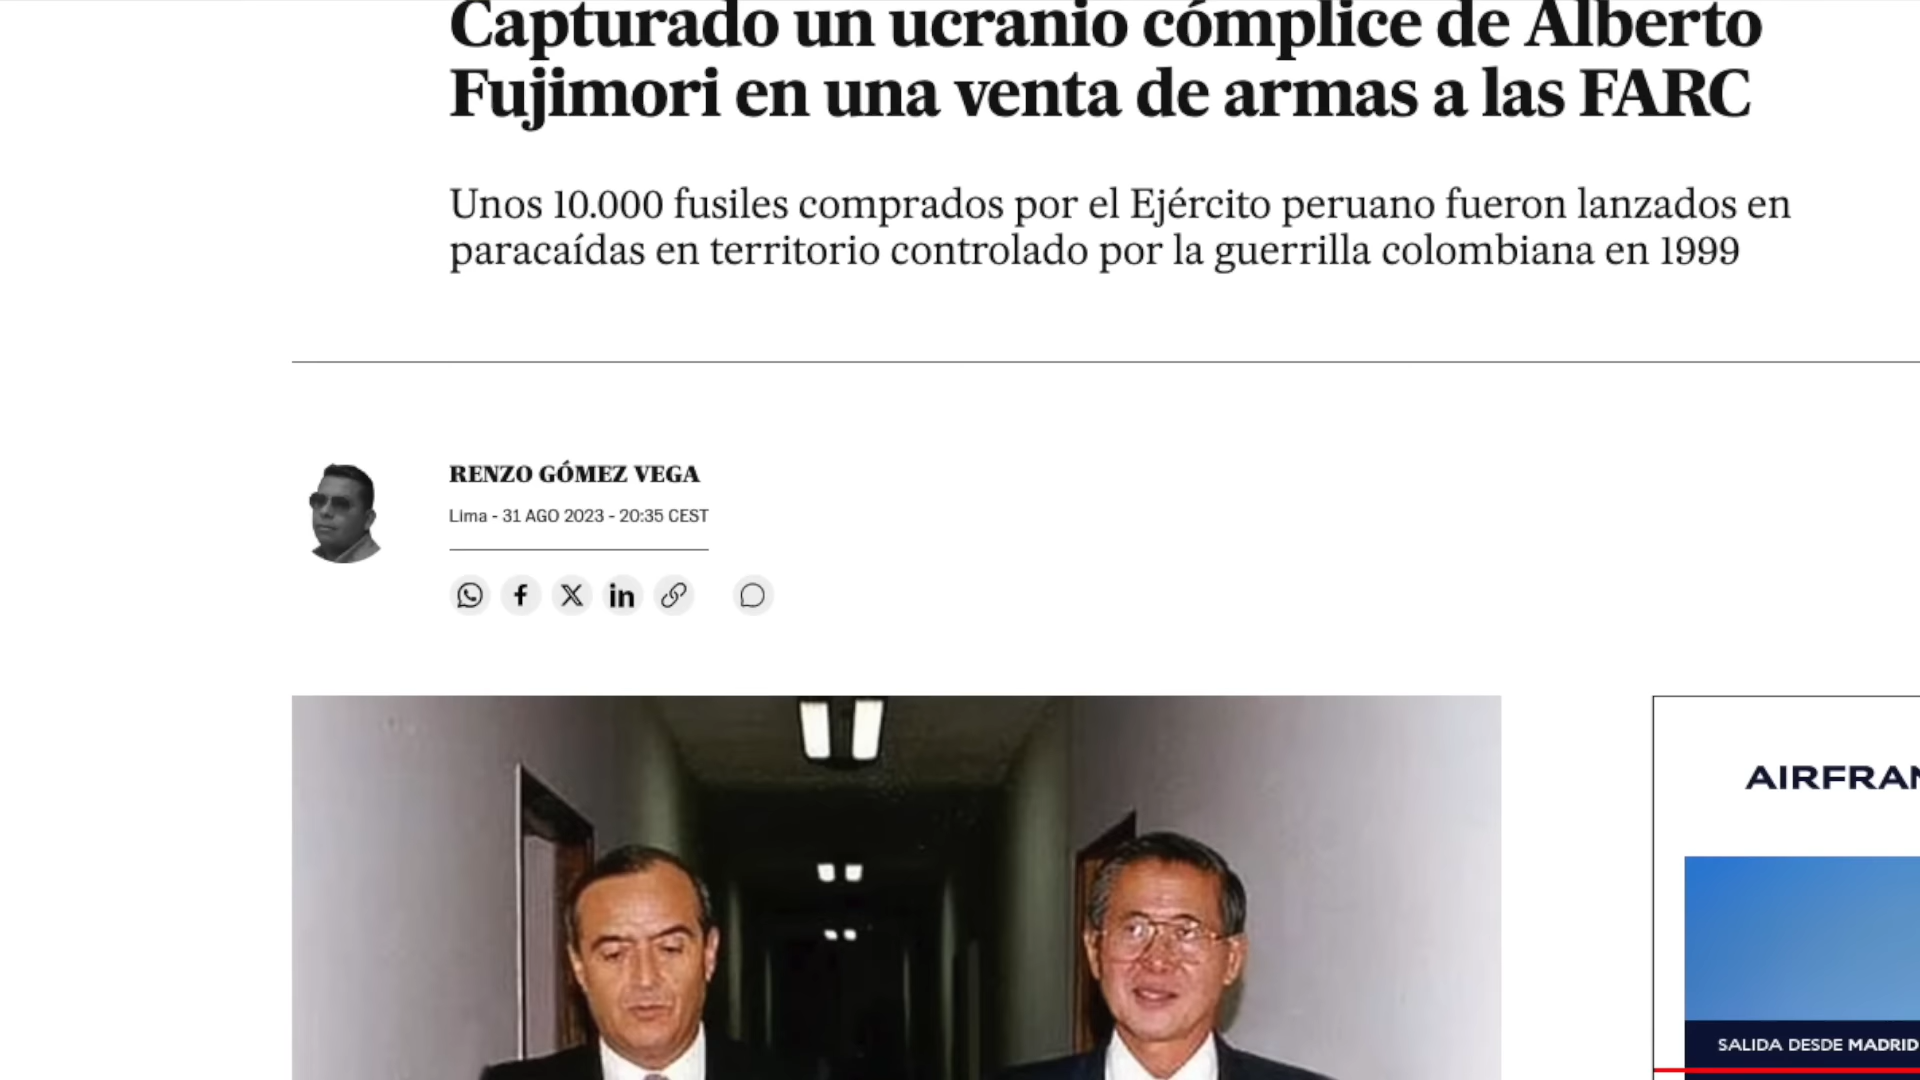 Capturado un ucranio cómplice de Alberto
Fujimori en una venta de armas a las FARC
Unos 10.000 fusiles comprados por el Ejército peruano fueron lanzados en
paracaídas en territorio controlado por la guerrilla colombiana en 1999
RENZO GÓMEZ VEGA
Lima - 31 AGO 2023 - 20:35 CEST
AIRFRAN
SALIDA DESDE MADRID